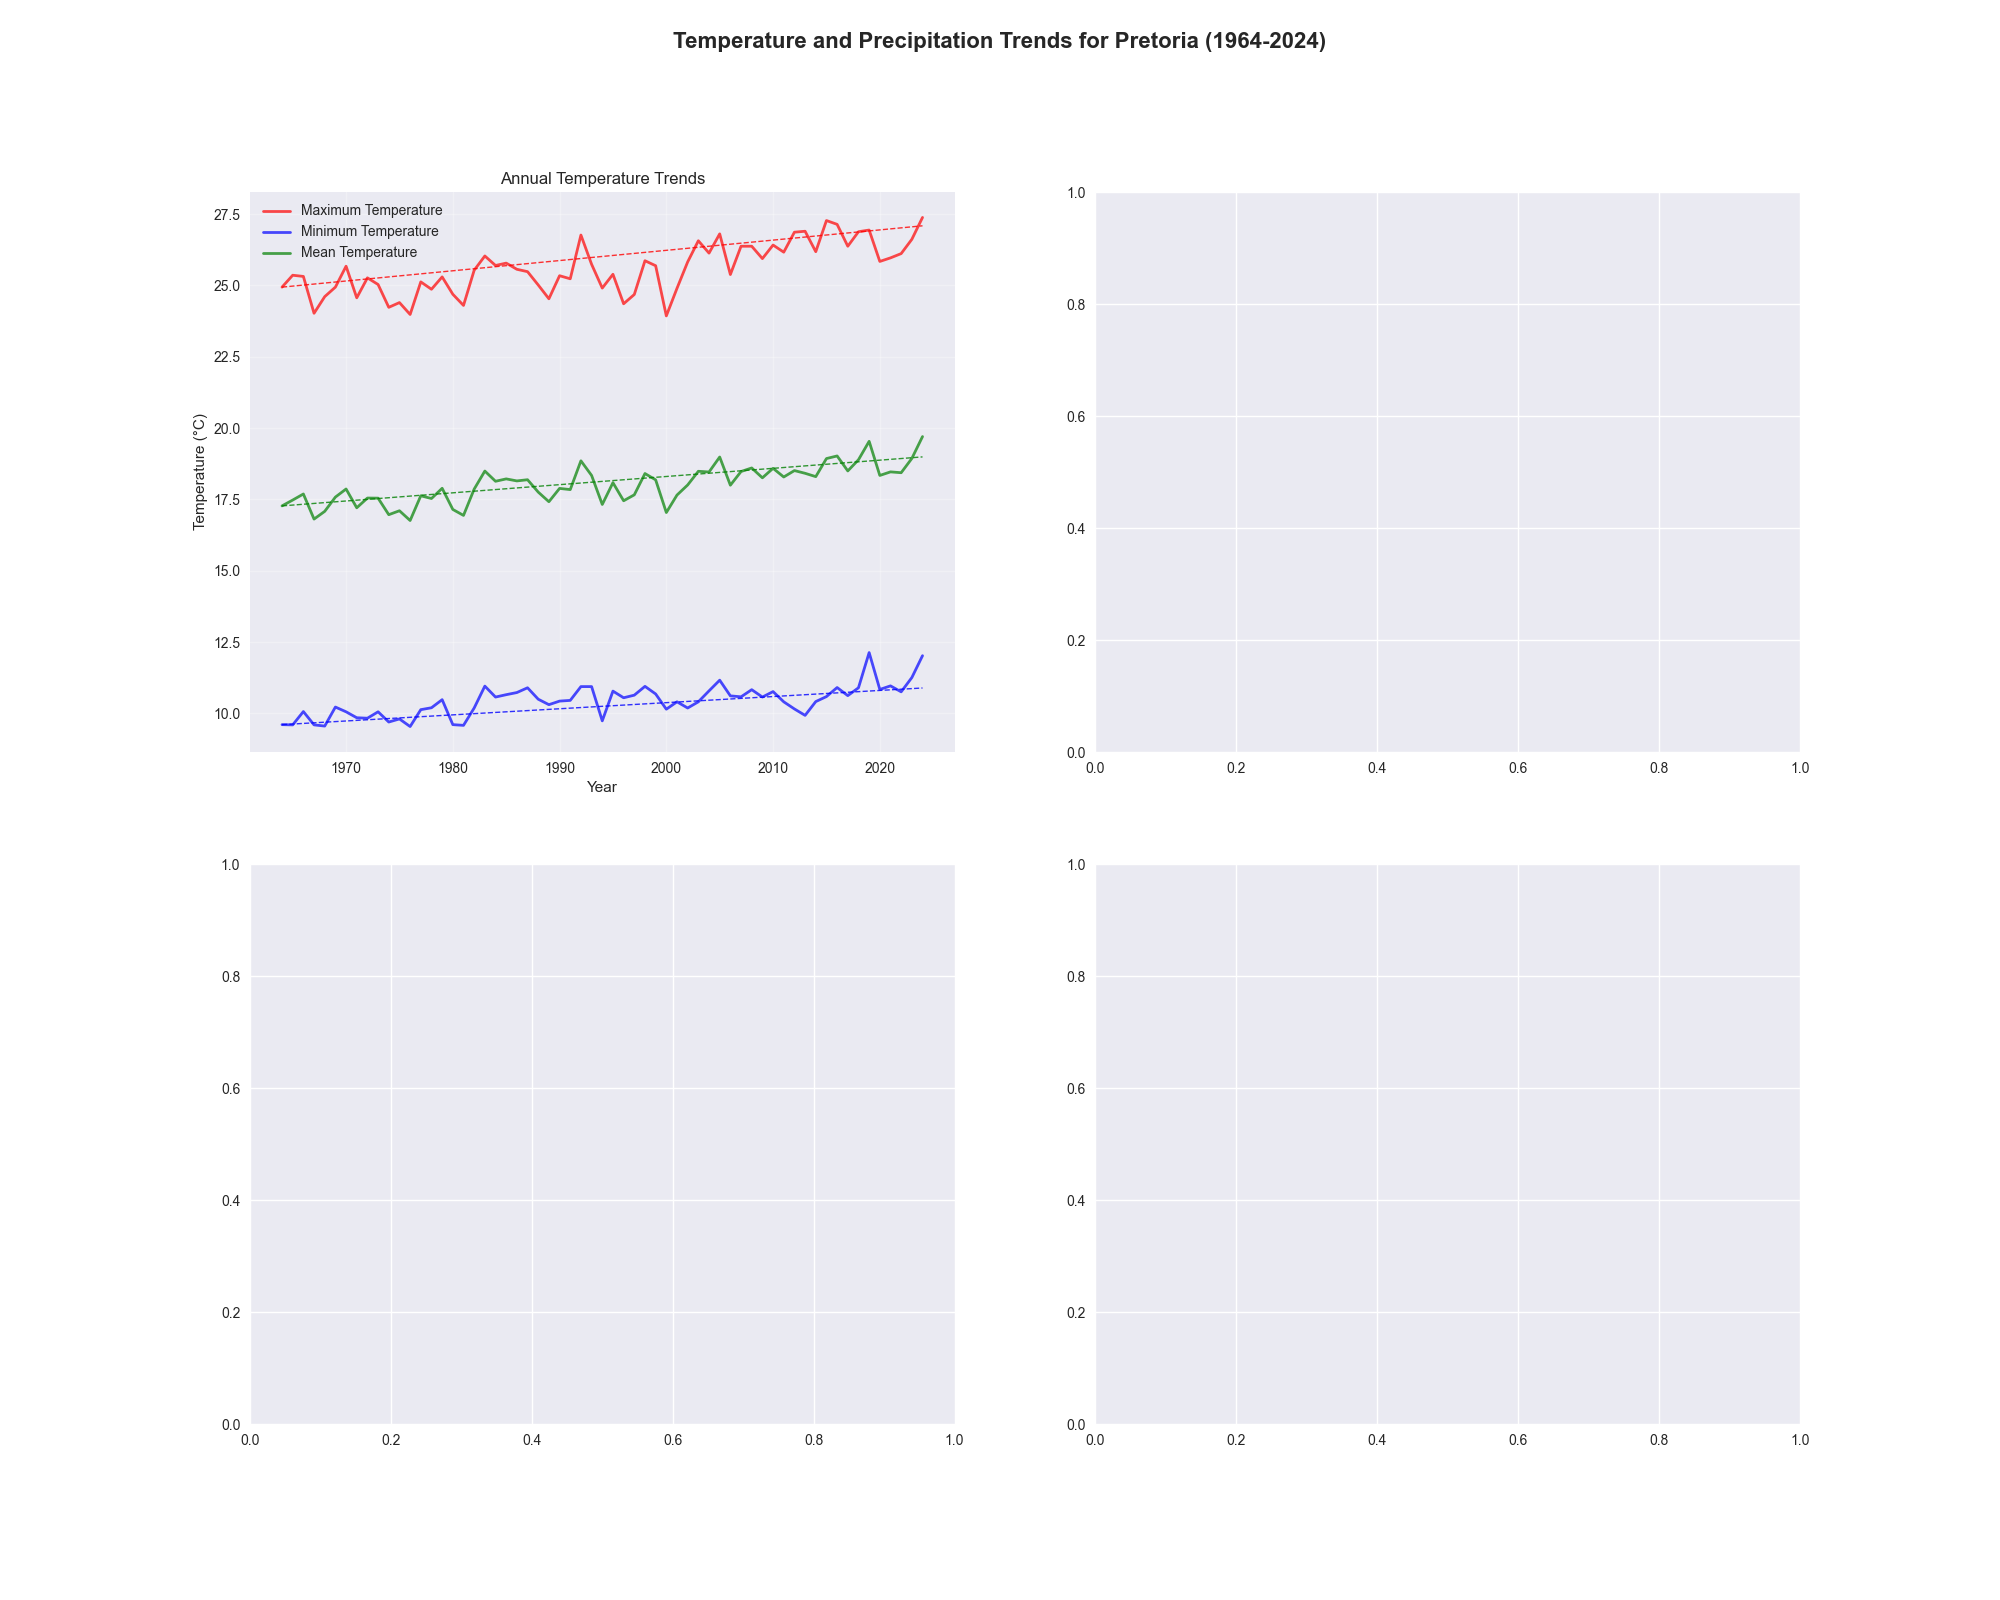 Temperature and Precipitation Trends for Pretoria (1964-2024)
Annual Temperature Trends
Maximum Temperature
Minimum Temperature
Mean Temperature
27.5
25.0
22.5
20.0
17.5
15.0
12.5
10.0
Temperature (°C)
1970 1980 1990 2000 2010 2020
Year
1.0
0.8
0.6
0.4
0.2
0.0
0.0 0.2 0.4 0.6 0.8 1.0
1.0
0.8
0.6
0.4
0.2
0.0
0.0 0.2 0.4 0.6 0.8 1.0
1.0
0.8
0.6
0.4
0.2
0.0
0.0 0.2 0.4 0.6 0.8 1.0